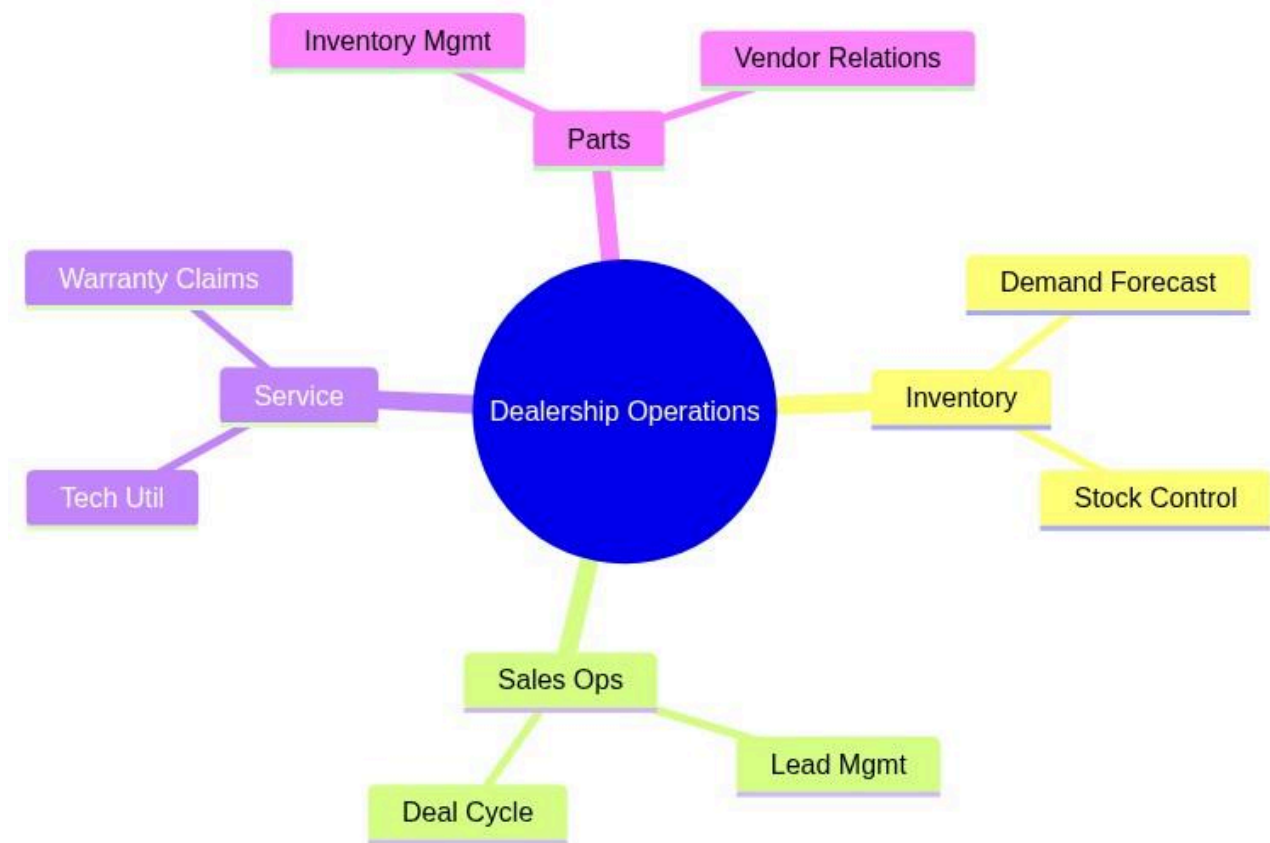 Inventory Mgmt
Vendor Relations
Parts
Warranty Claims
Demand Forecast
Service
Dealership Operations
Inventory
Tech Util
Stock Control
Sales Ops
Lead Mgmt
Deal Cycle